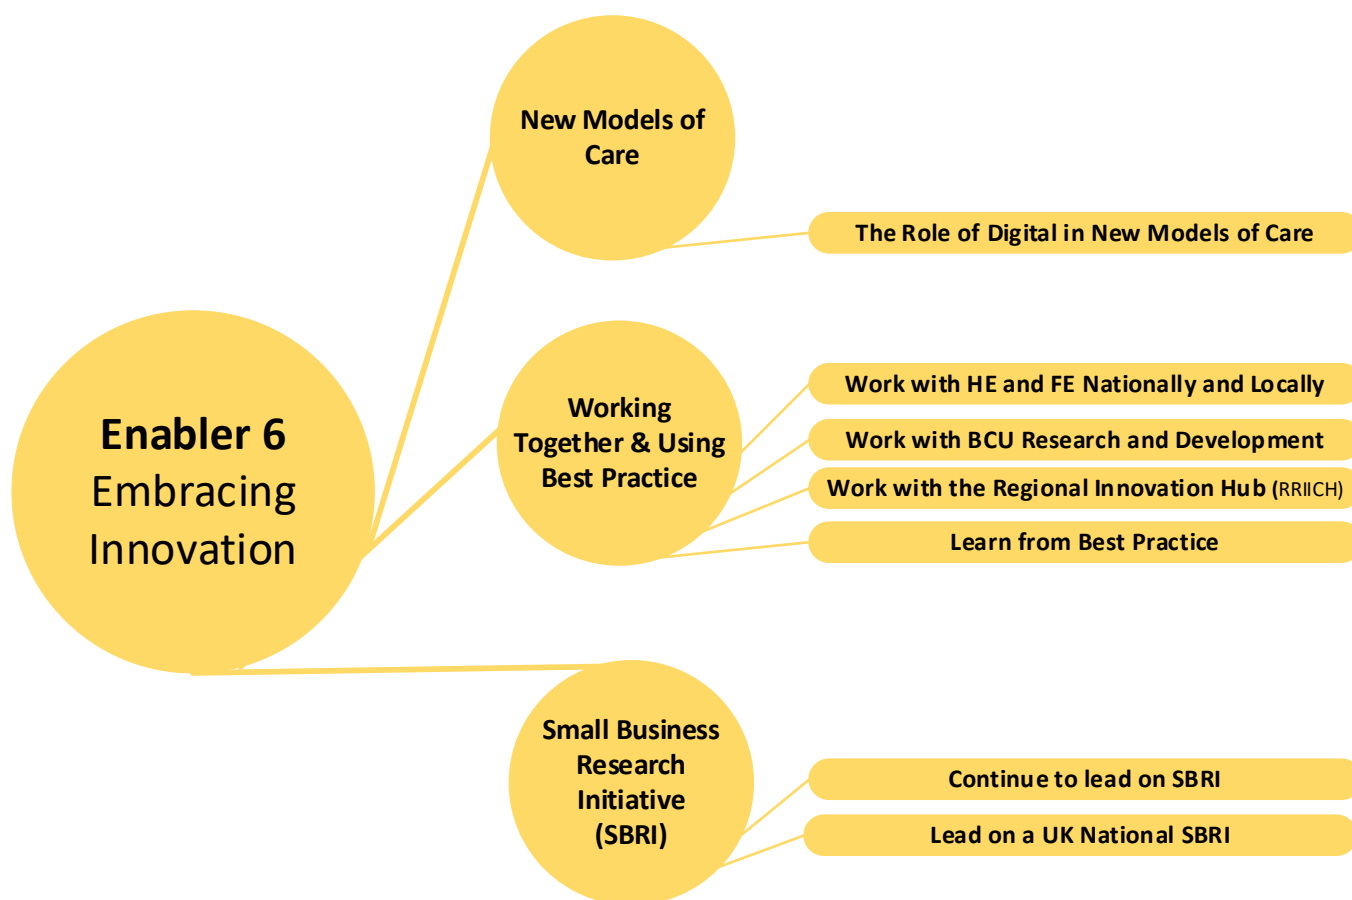 Enabler 6
Embracing
Innovation
New Models of
Care
The Role of Digital in New Models of Care
Working
Together & Using
Best Practice
Work with HE and FE Nationally and Locally
Work with BCU Research and Development
Work with the Regional Innovation Hub (RRIICH)
Learn from Best Practice
Small Business
Research
Initiative
(SBRI)
Continue to lead on SBRI
Lead on a UK National SBRI